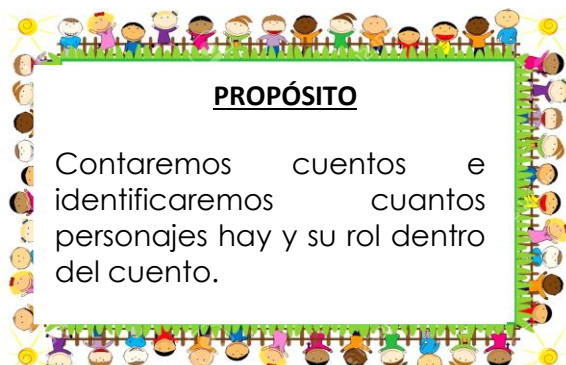 PROPÓSITO
Contaremos cuentos e
identificaremos cuantos
personajes hay y su rol dentro
del cuento.